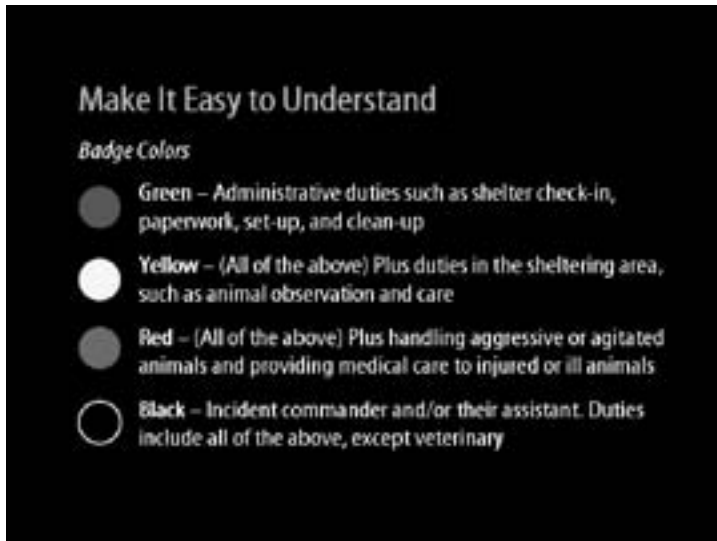 Make It Easy to Understand
Badge Colors
Green – Administrative duties such as shelter check-in,
paperwork, set-up, and clean-up
Yellow – (All of the above) Plus duties in the sheltering area,
such as animal observation and care
Red – (All of the above) Plus handling aggressive or agitated
animals and providing medical care to injured or ill animals
Black – Incident commander and/or their assistant. Duties
include all of the above, except veterinary